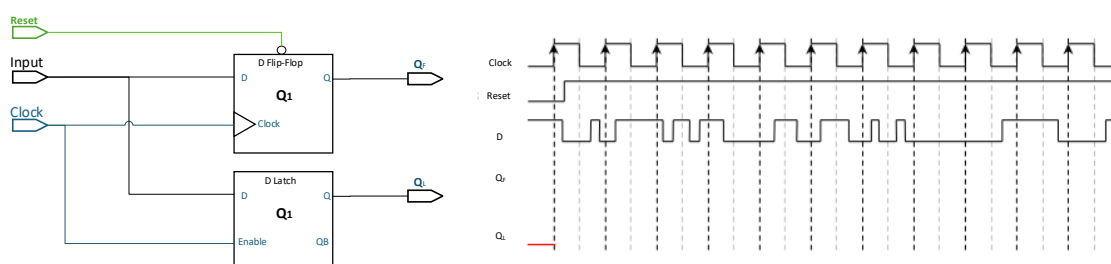 Reset
Input
Clock
D Flip-Flop
D
Q
Q1
Clock
QF
D Latch
D
Q
Q1
Enable
QB
QL
Clock
Reset
D
QF
QL